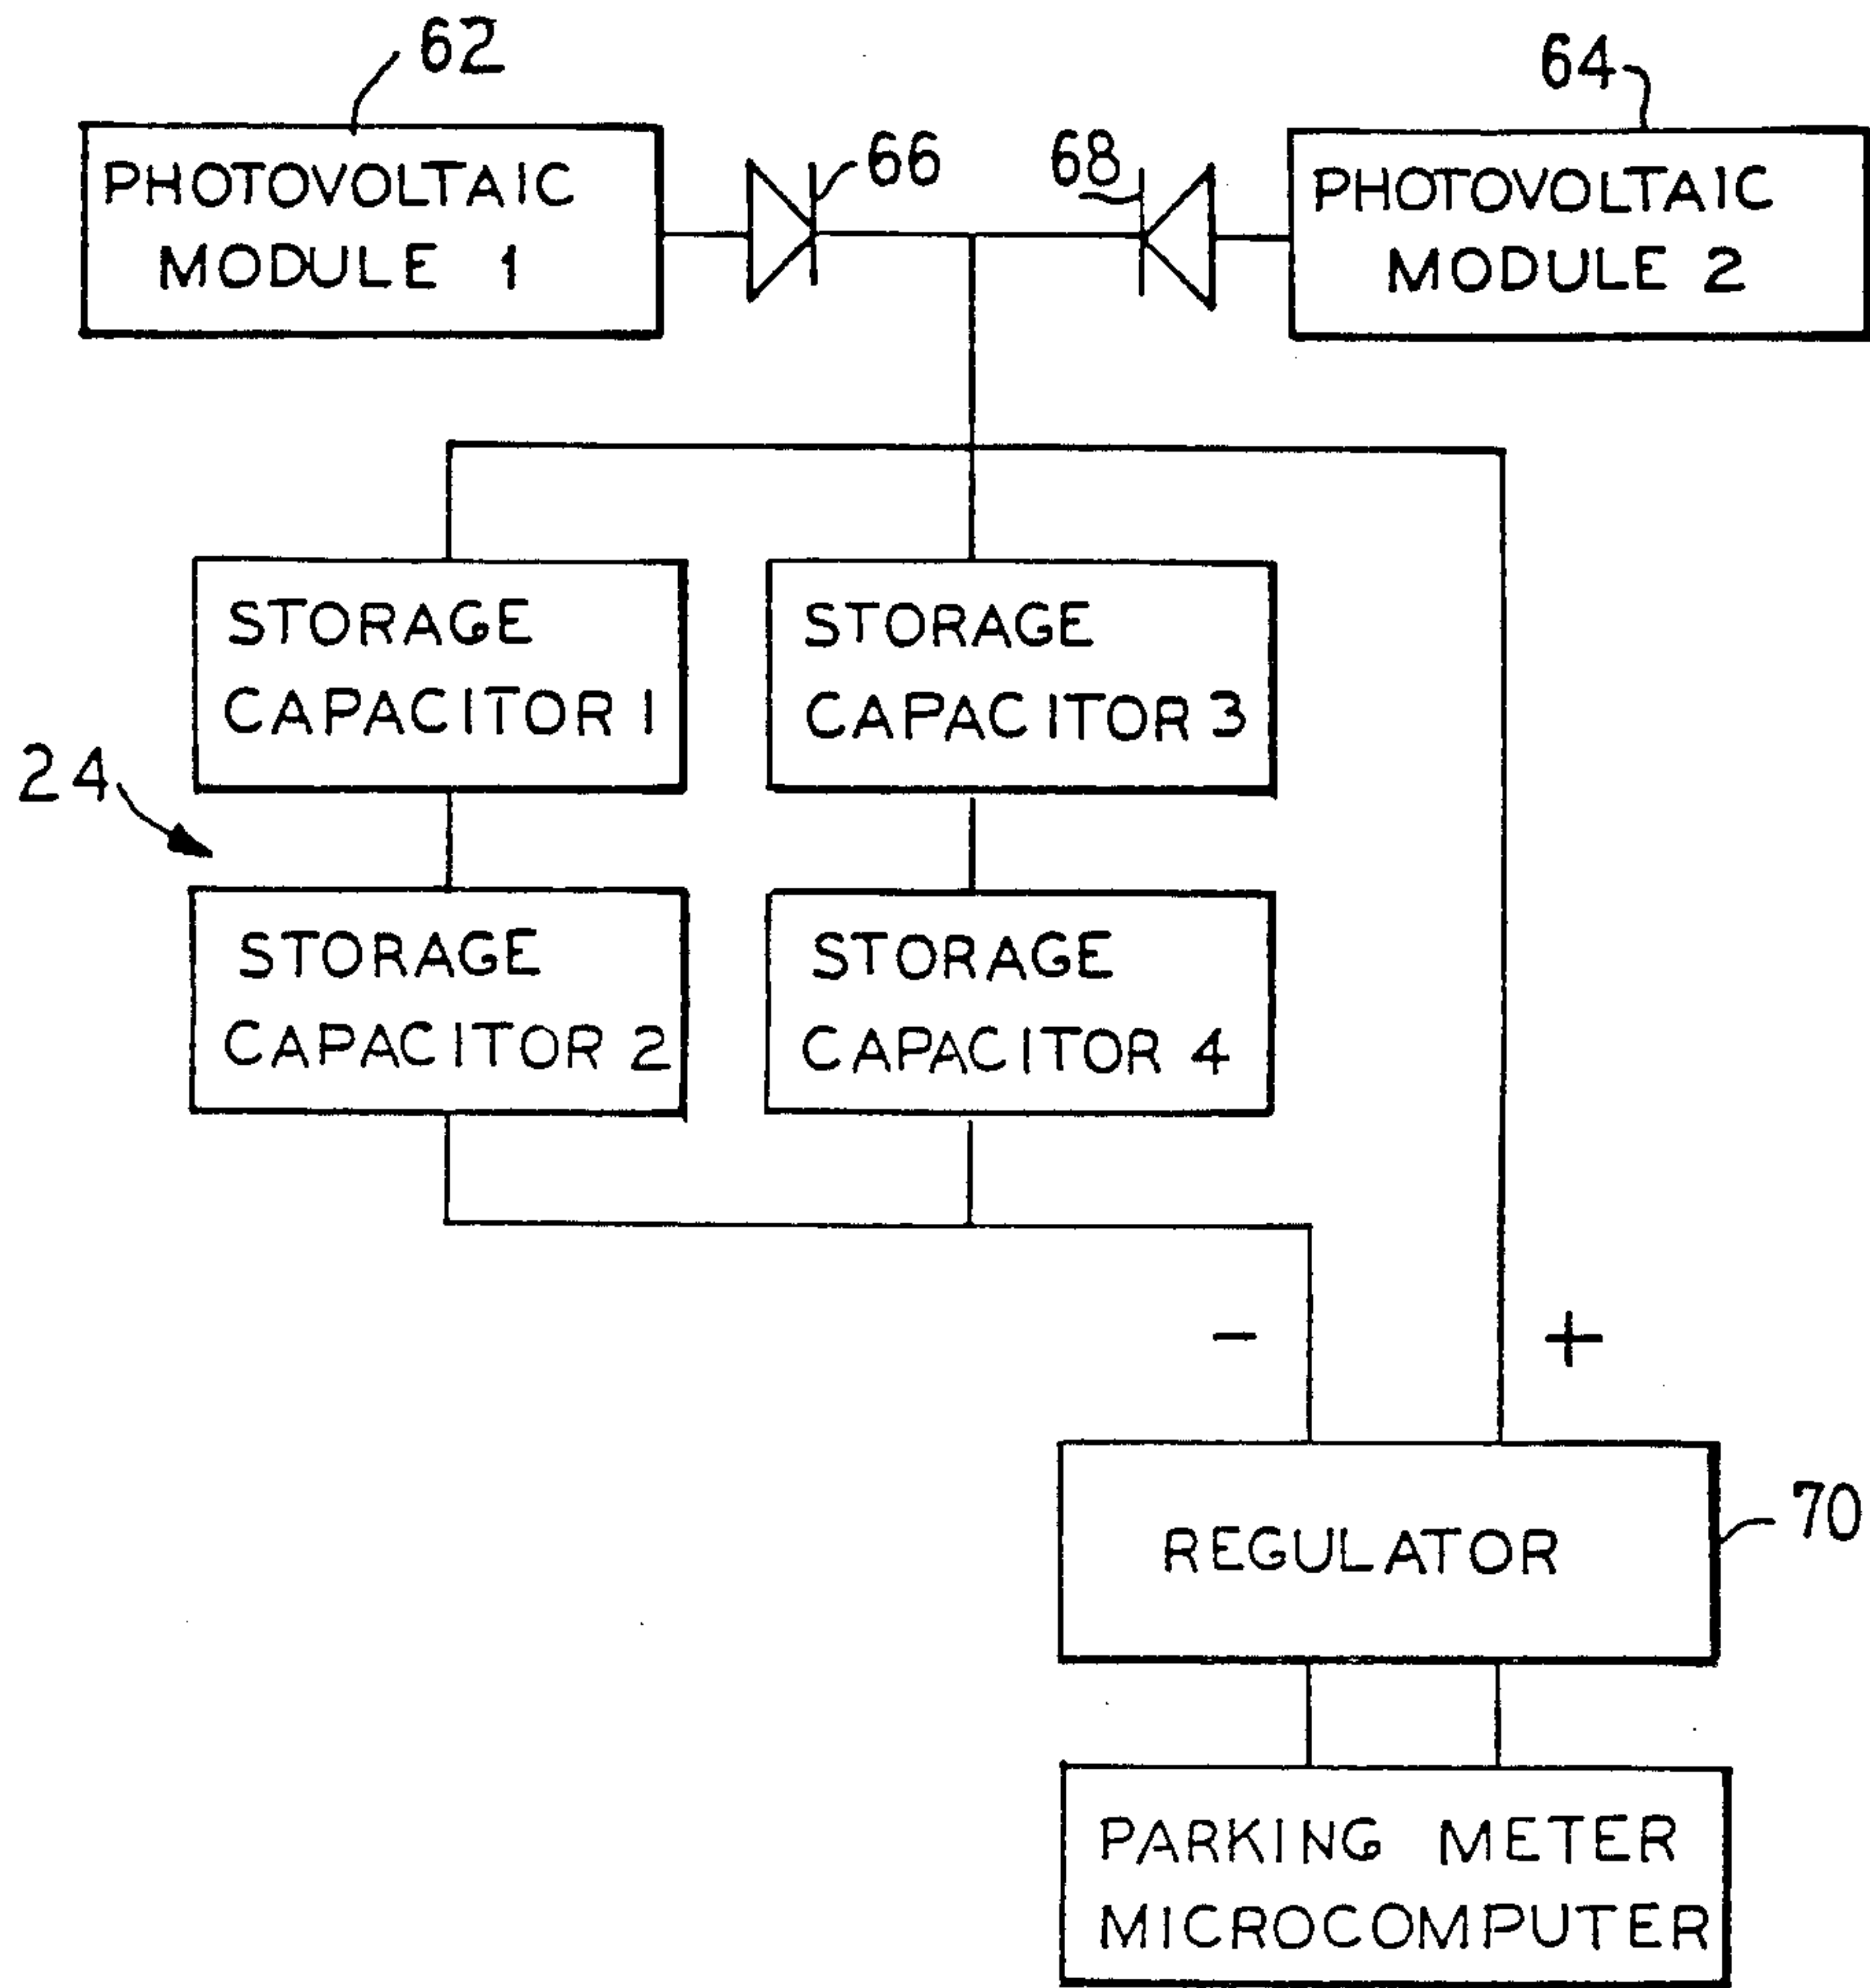 62
64
PHOTOVOLTAIC
MODULE 1
66
68
PHOTOVOLTAIC
MODULE 2
STORAGE
CAPACITOR 1
STORAGE
CAPACITOR 3
24
STORAGE
CAPACITOR 2
STORAGE
CAPACITOR 4
- +
REGULATOR
70
PARKING METER
MICROCOMPUTER